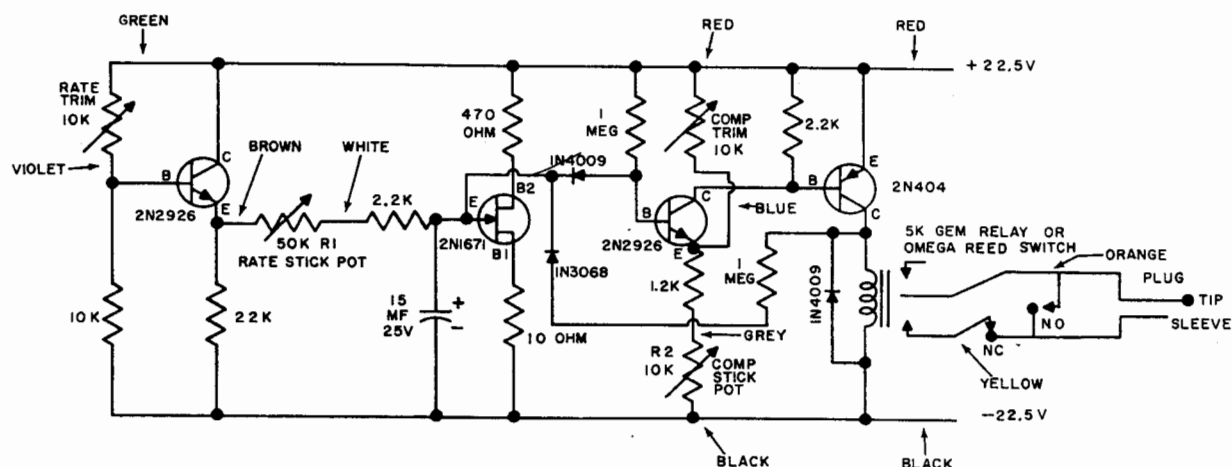 GREEN
RED
RED
+ 22.5V
RATE
TRIM
10K
470
OHM
1
MEG
COMP
TRIM
10K
2.2K
VIOLET
BROWN
WHITE
1N4009
B
C
E
2N2926
50K R1
RATE STICK POT
2.2K
E
B2
B1
2N1671
B
C
E
2N2926
BLUE
B
E
C
2N404
1N3068
1.2K
1
MEG
1N4009
5K GEM RELAY OR
OMEGA REED SWITCH
ORANGE
PLUG
TIP
SLEEVE
NO
NC
YELLOW
10K
22K
15
MF
25V
+
-
10 OHM
GREY
R2
10K
COMP
STICK
POT
-22.5V
BLACK
BLACK